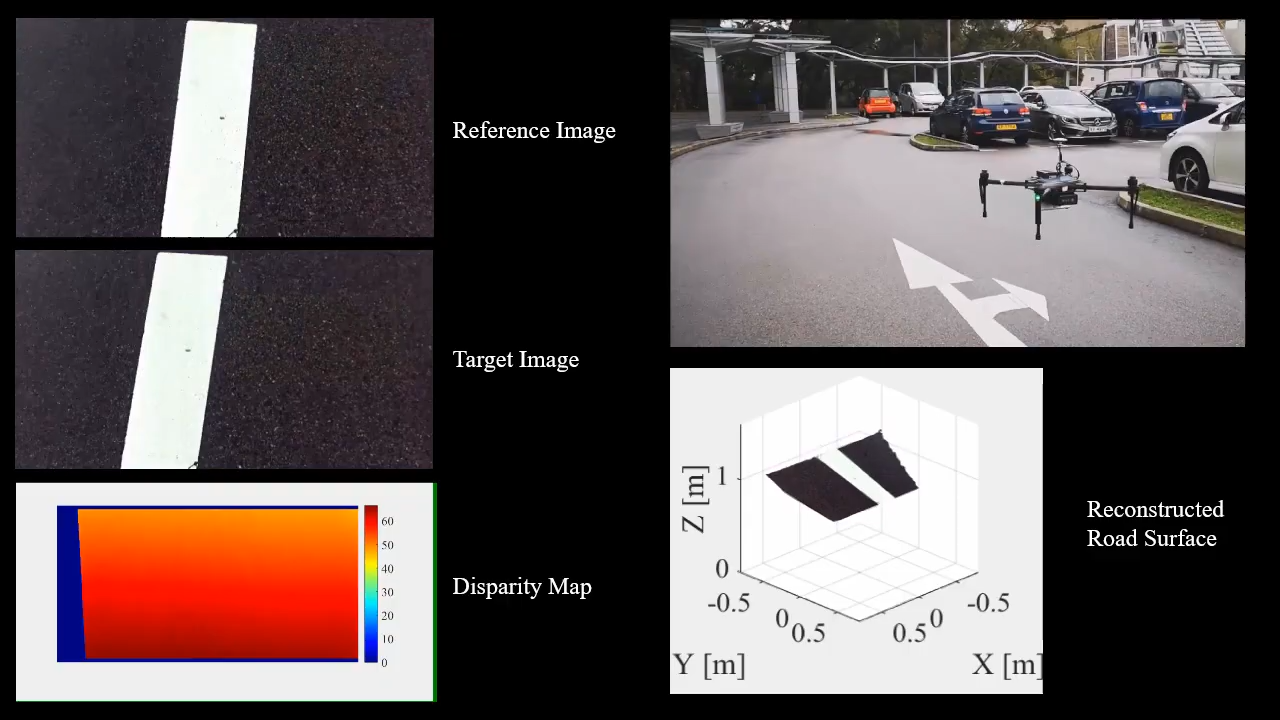 Reference Image
Target Image
60
50
40
30
20
10
0
Disparity Map
Z [m]
1
0
-0.5
0
0.5
0.5
0
-0.5
Y [m]
X [m]
Reconstructed
Road Surface